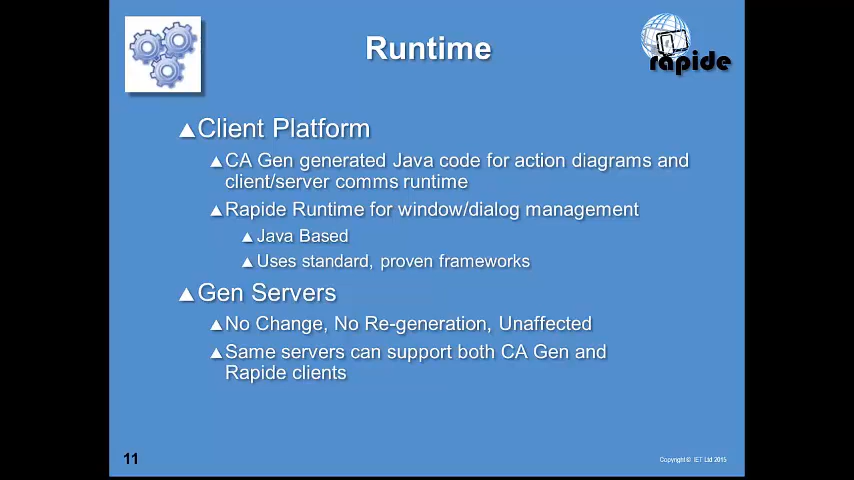 Runtime
rapide
Client Platform
CA Gen generated Java code for action diagrams and
client/server comms runtime
Rapide Runtime for window/dialog management
Java Based
Uses standard, proven frameworks
Gen Servers
No Change, No Re-generation, Unaffected
Same servers can support both CA Gen and
Rapide clients
11
Copyright © IET Ltd 2015